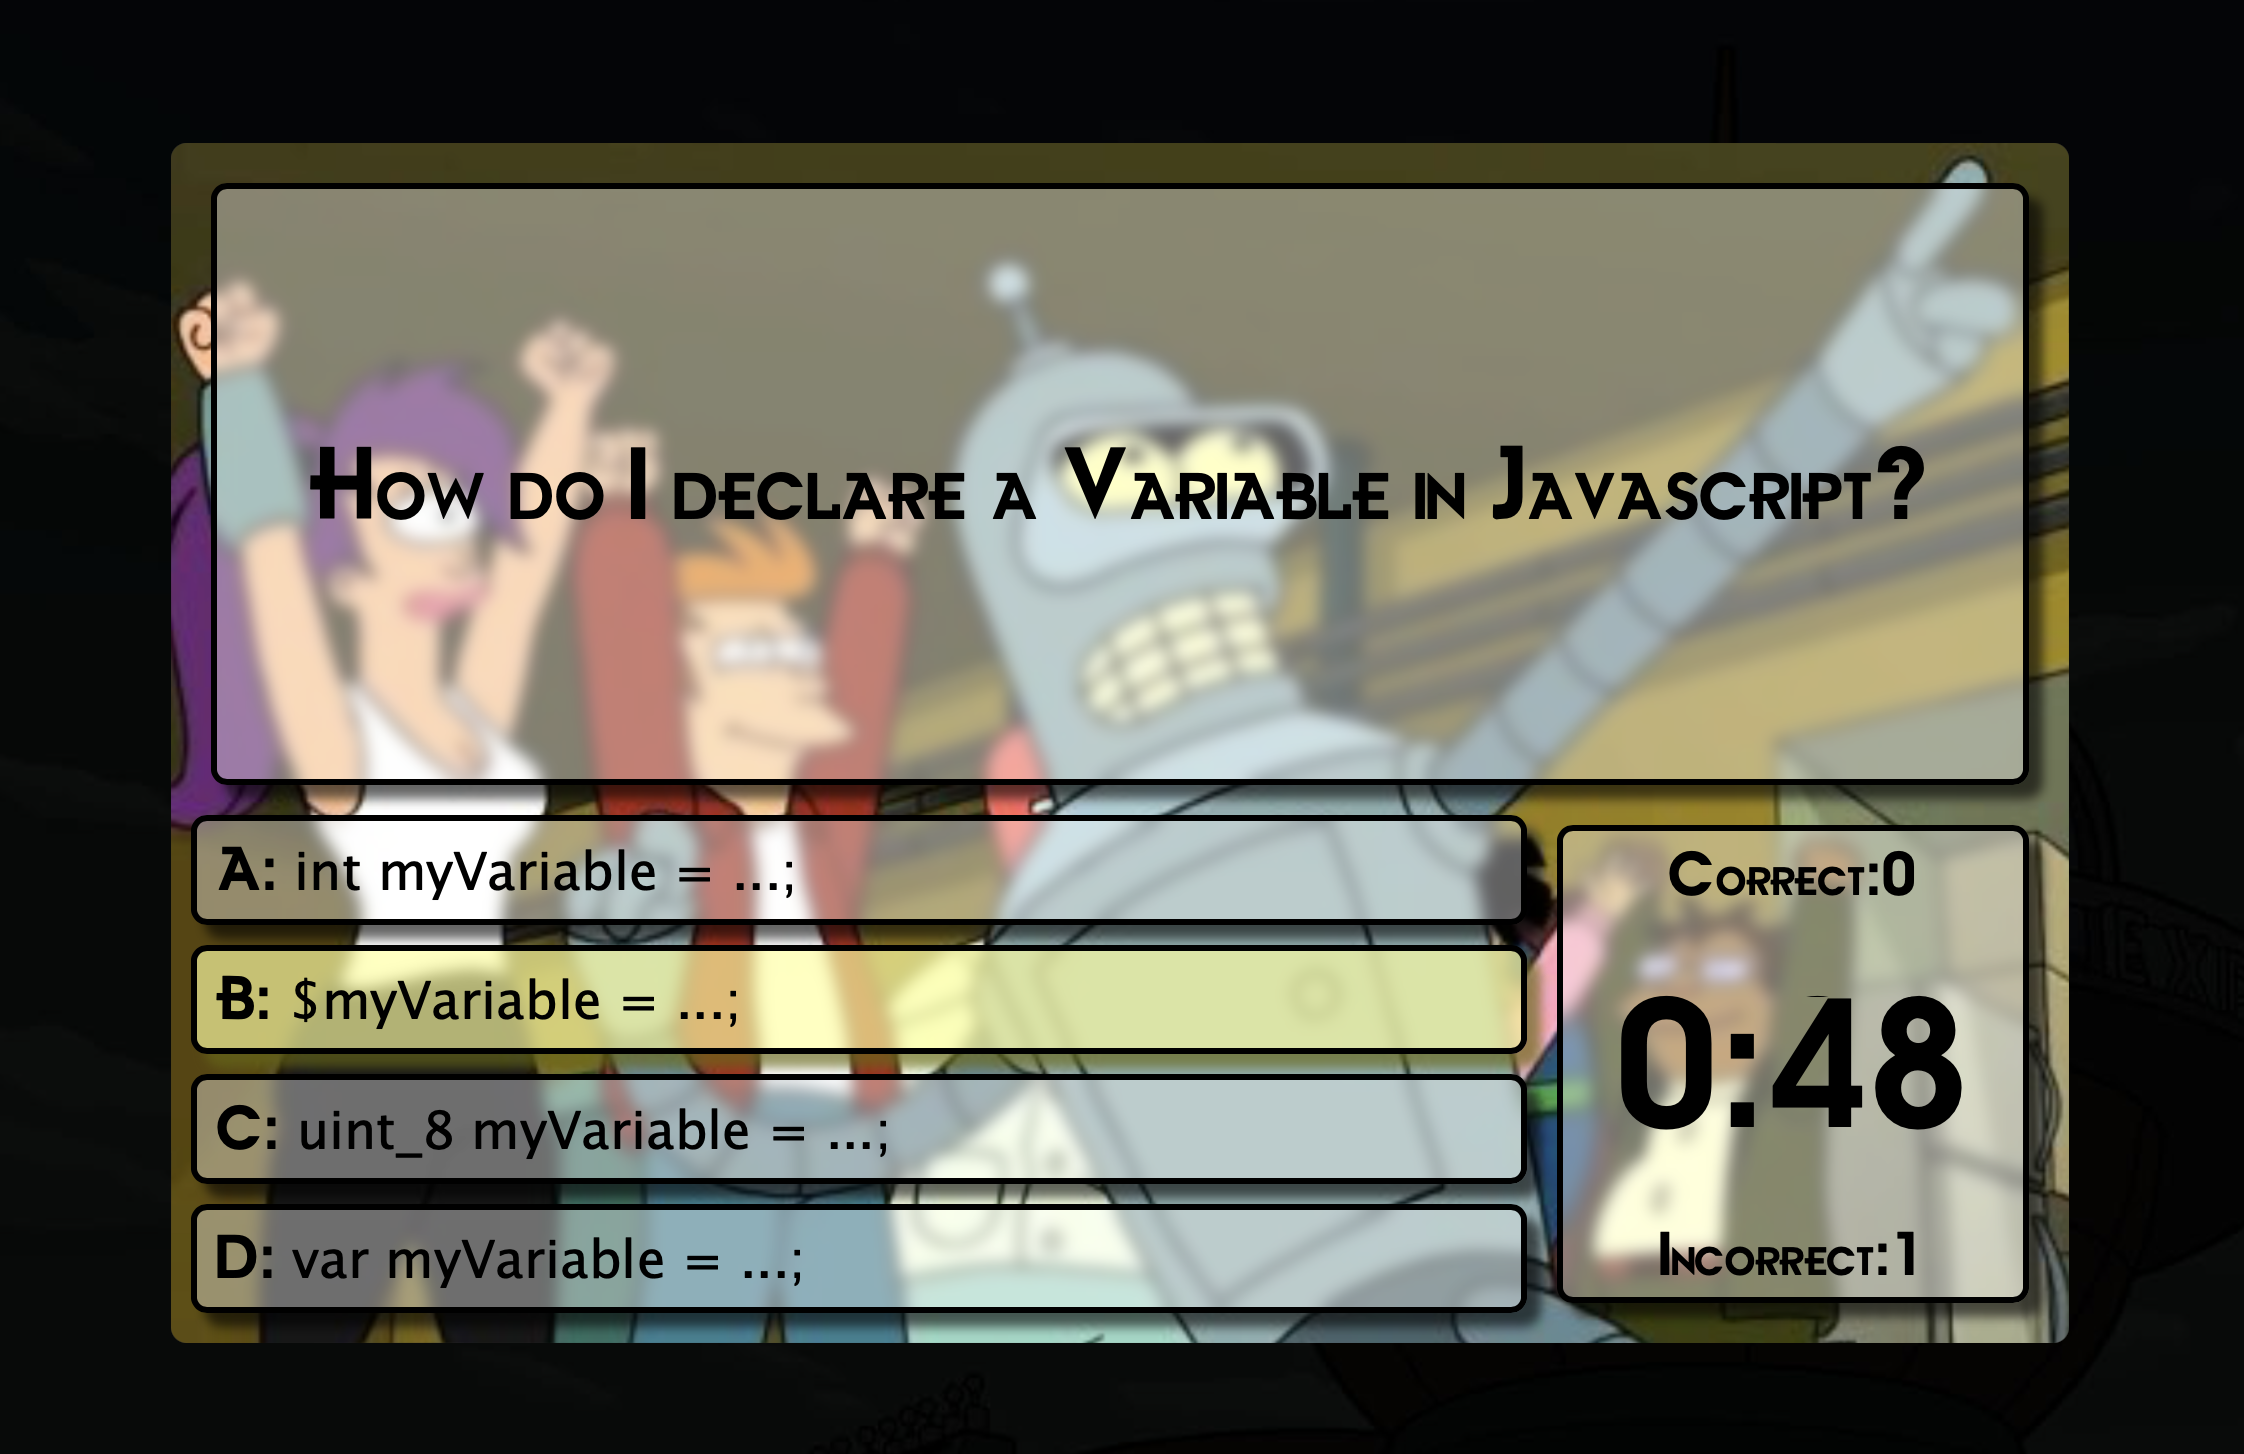 How do I declare a Variable in Javascript?
A: int myVariable = ...;
B: $myVariable = ...;
C: uint_8 myVariable = ...;
D: var myVariable = ...;
Correct:0
0:48
Incorrect:1